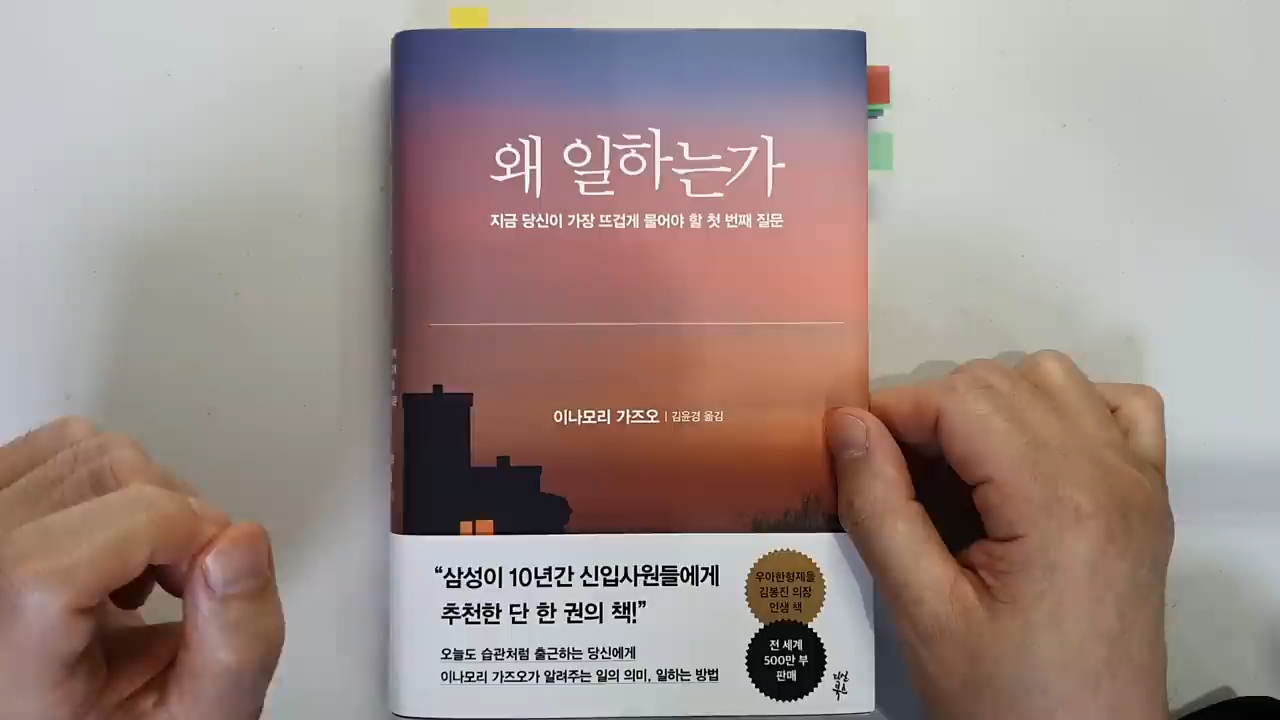 왜 일하는가
지금 당신이 가장 뜨겁게 물어야 할 첫 번째 질문
이나모리 가즈오 | 김윤경 옮김
“삼성이 10년간 신입사원들에게
추천한 단 한 권의 책!”
오늘도 습관처럼 출근하는 당신에게
이나모리 가즈오가 알려주는 일의 의미, 일하는 방법
우아한형제들
김봉진 의장
인생 책
전 세계
500만 부
판매
다산
북스